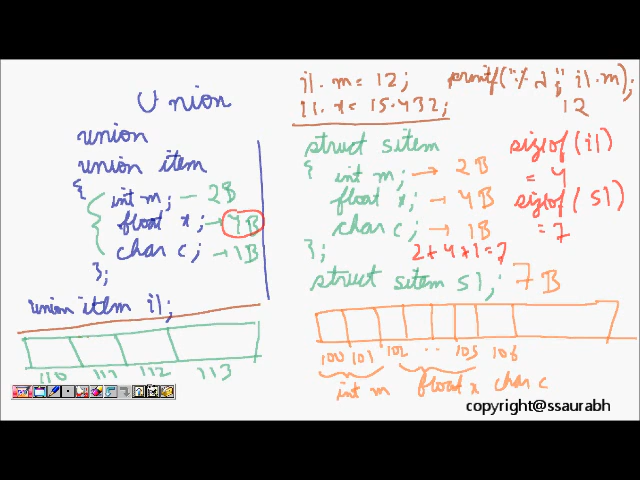 Union
union
union item
{ int m; → 2B
float x; → 4B
char c; → 1B
};
union item i1;
110 111 112 113
i1.m = 12; printf("%d", i1.m);
i1.x = 15.432; 12
struct sitem
{ int m; → 2B
float x; → 4B
char c; → 1B
}; 2+4+1=7
struct sitem s1; 7B
sizeof(i1)
= 4
sizeof(s1)
= 7
100 101 102 .. 105 106
int m float x char c
copyright@ssaurabh